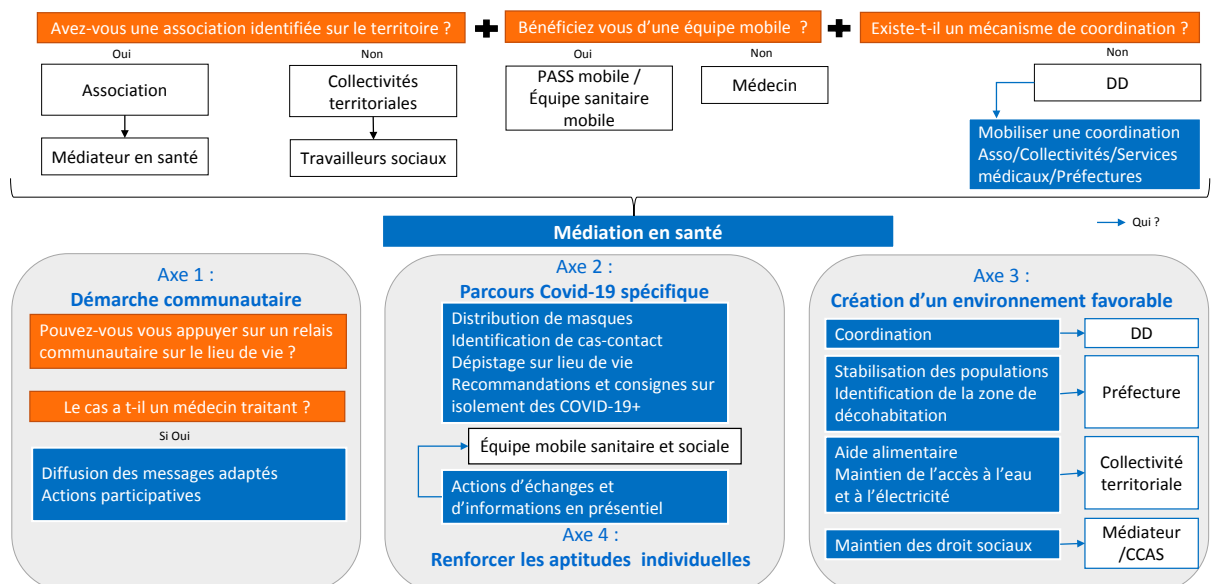 Avez-vous une association identifiée sur le territoire ?
Bénéficiez vous d'une équipe mobile ?
Existe-t-il un mécanisme de coordination ?
Oui
Non
Oui
Non
Non
Association
Collectivités
territoriales
PASS mobile /
Équipe sanitaire
mobile
Médecin
DD
Médiateur en santé
Travailleurs sociaux
Mobiliser une coordination
Asso/Collectivités/Services
médicaux/Préfectures
Médiation en santé
Qui ?
Axe 1 :
Démarche communautaire
Pouvez-vous vous appuyer sur un relais
communautaire sur le lieu de vie ?
Le cas a t-il un médecin traitant ?
Si Oui
Diffusion des messages adaptés
Actions participatives
Axe 2 :
Parcours Covid-19 spécifique
Distribution de masques
Identification de cas-contact
Dépistage sur lieu de vie
Recommandations et consignes sur
isolement des COVID-19+
Équipe mobile sanitaire et sociale
Actions d'échanges et
d'informations en présentiel
Axe 4 :
Renforcer les aptitudes individuelles
Axe 3 :
Création d'un environnement favorable
Coordination
DD
Stabilisation des populations
Identification de la zone de
décohabitation
Préfecture
Aide alimentaire
Maintien de l'accès à l'eau
et à l'électricité
Collectivité
territoriale
Maintien des droit sociaux
Médiateur
/CCAS